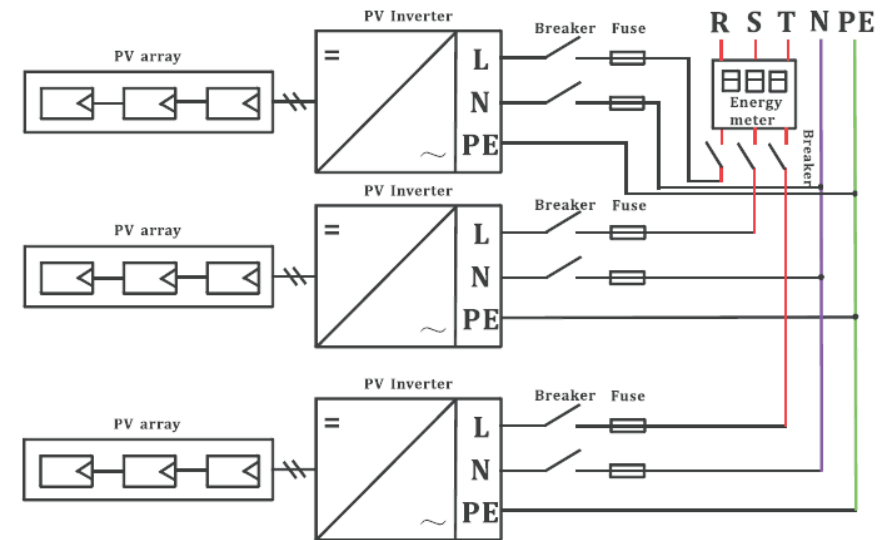 PV array
PV Inverter
=
~
L
N
PE
Breaker
Fuse
R S T N PE
Energy
meter
Breaker
PV array
PV Inverter
=
~
L
N
PE
Breaker
Fuse
PV array
PV Inverter
=
~
L
N
PE
Breaker
Fuse